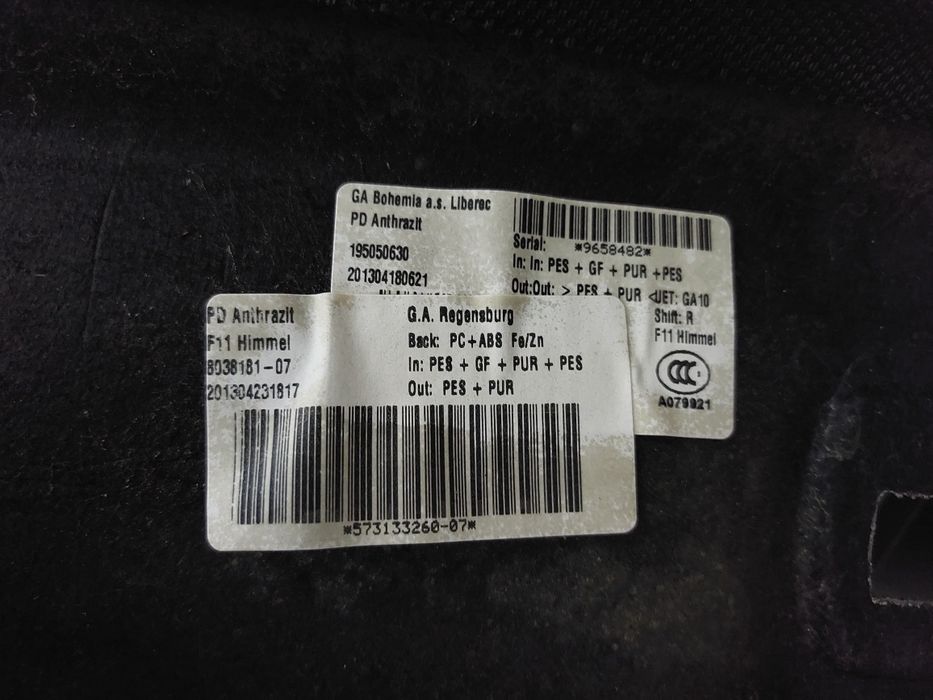 GA Bohemia a.s. Liberec
PD Anthrazit
195050630
201304180621
Serial: *9658482*
In: In: PES + GF + PUR +PES
Out:Out: > PES + PUR <UET: GA10
Shift: R
F11 Himmel
CCC
A079921
PD Anthrazit
F11 Himmel
8038181-07
201304231817
G.A. Regensburg
Back: PC+ABS Fe/Zn
In: PES + GF + PUR + PES
Out: PES + PUR
*573133260-07*